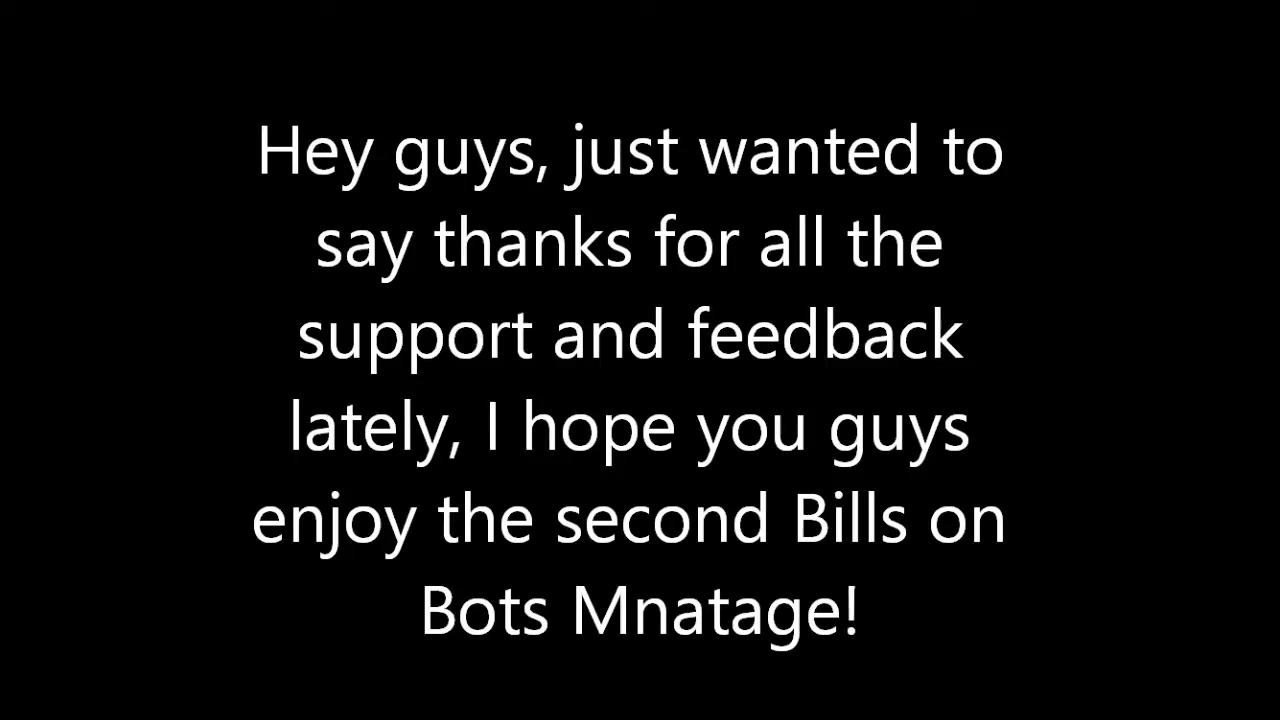 Hey guys, just wanted to
say thanks for all the
support and feedback
lately, I hope you guys
enjoy the second Bills on
Bots Mnatage!